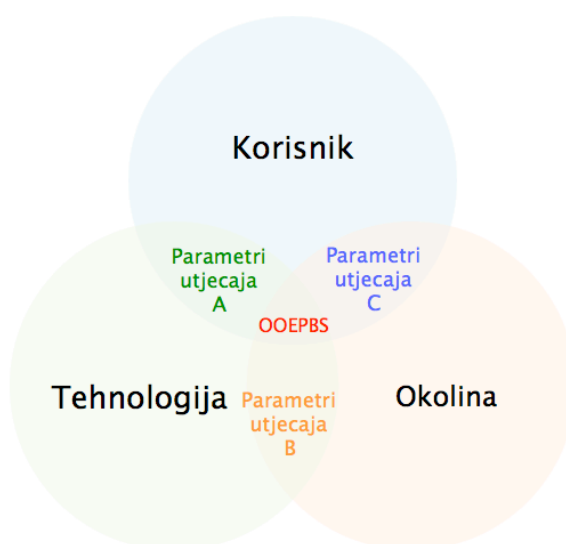 Korisnik
Parametri
utjecaja
A
Parametri
utjecaja
C
OOEPBS
Tehnologija
Parametri
utjecaja
B
Okolina